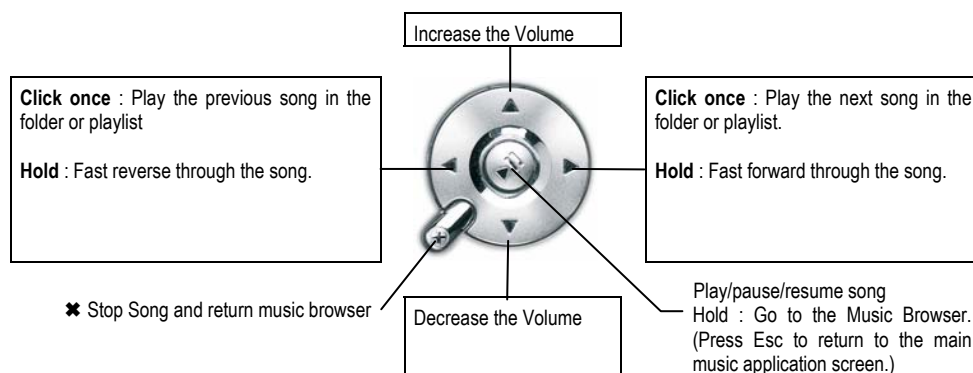 Increase the Volume
Click once : Play the previous song in the
folder or playlist
Hold : Fast reverse through the song.
Click once : Play the next song in the
folder or playlist.
Hold : Fast forward through the song.
✖ Stop Song and return music browser
Decrease the Volume
Play/pause/resume song
Hold : Go to the Music Browser.
(Press Esc to return to the main
music application screen.)